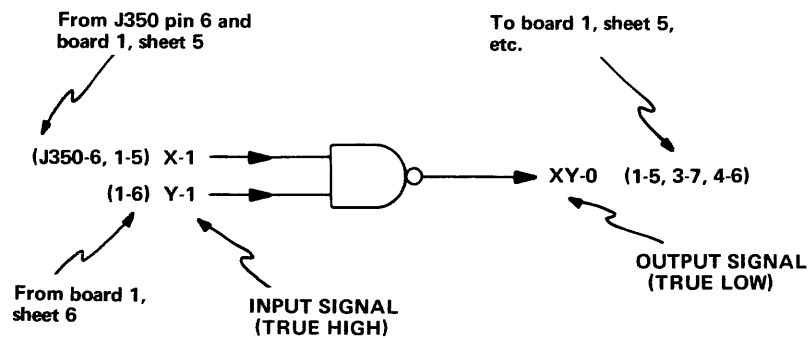 From J350 pin 6 and
board 1, sheet 5
To board 1, sheet 5,
etc.
(J350-6, 1-5) X-1
(1-6) Y-1
XY-0 (1-5, 3-7, 4-6)
From board 1,
sheet 6
INPUT SIGNAL
(TRUE HIGH)
OUTPUT SIGNAL
(TRUE LOW)